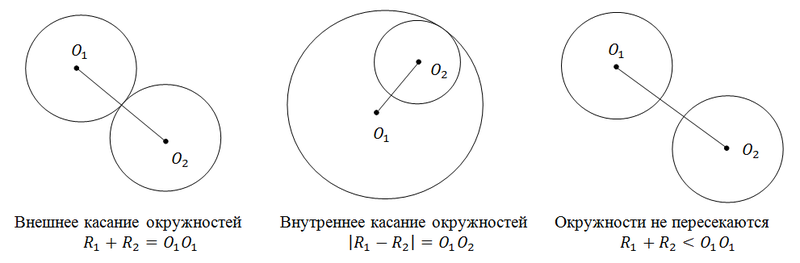 O₁
O₂
Внешнее касание окружностей
R₁ + R₂ = O₁O₁
O₂
O₁
Внутреннее касание окружностей
|R₁ − R₂| = O₁O₂
O₁
O₂
Окружности не пересекаются
R₁ + R₂ < O₁O₁